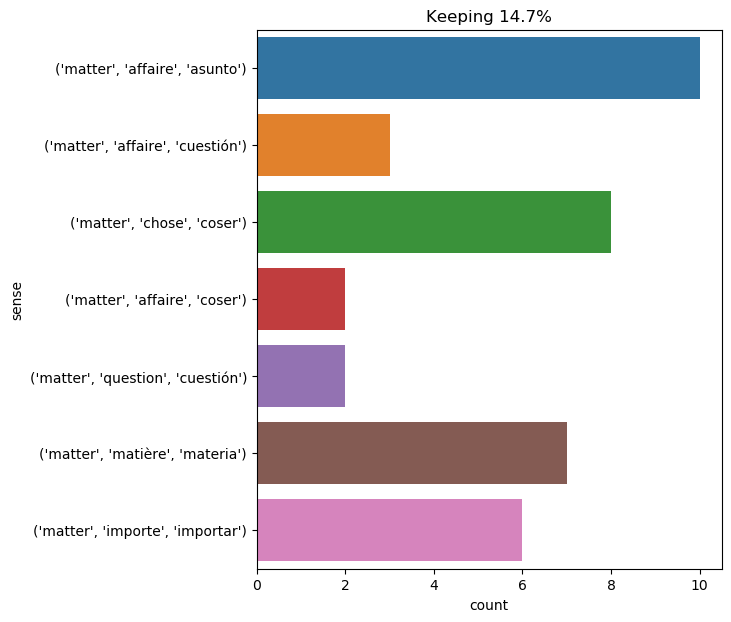 Keeping 14.7%
('matter', 'affaire', 'asunto')
('matter', 'affaire', 'cuestión')
('matter', 'chose', 'coser')
('matter', 'affaire', 'coser')
('matter', 'question', 'cuestión')
('matter', 'matière', 'materia')
('matter', 'importe', 'importar')
sense
0 2 4 6 8 10
count